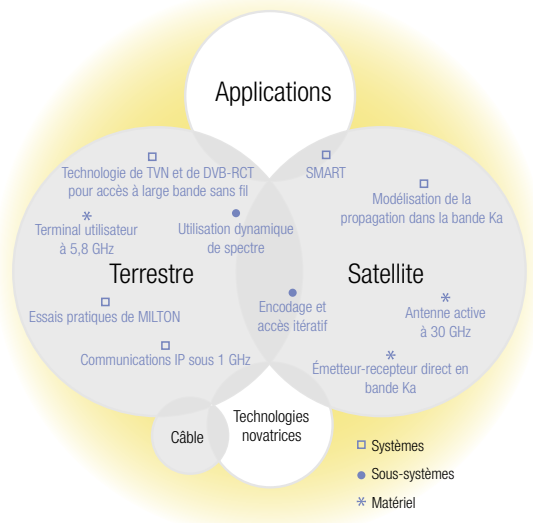 Applications
Technologie de TVN et de DVB-RCT
pour accès à large bande sans fil
SMART
Modélisation de la
propagation dans la bande Ka
Terminal utilisateur
à 5,8 GHz
Utilisation dynamique
de spectre
Terrestre
Satellite
Essais pratiques de MILTON
Encodage et
accès itératif
Antenne active
à 30 GHz
Communications IP sous 1 GHz
Émetteur-recepteur direct en
bande Ka
Câble
Technologies
novatrices
Systèmes
Sous-systèmes
Matériel